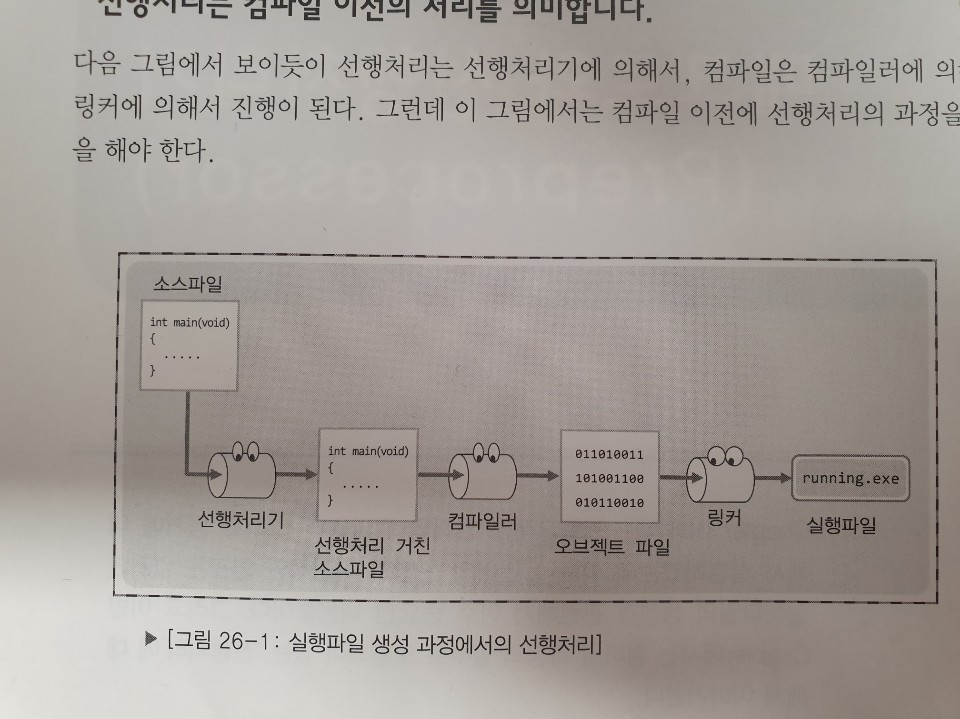 선행처리는 컴파일 이전의 처리를 의미합니다.
다음 그림에서 보이듯이 선행처리는 선행처리기에 의해서, 컴파일은 컴파일러에
링커에 의해서 진행이 된다. 그런데 이 그림에서는 컴파일 이전에 선행처리의 과정을
을 해야 한다.
소스파일
int main(void)
{
.....
}
선행처리기
int main(void)
{
.....
}
선행처리 거친
소스파일
컴파일러
011010011
101001100
010110010
오브젝트 파일
링커
running.exe
실행파일
▶ [그림 26-1: 실행파일 생성 과정에서의 선행처리]